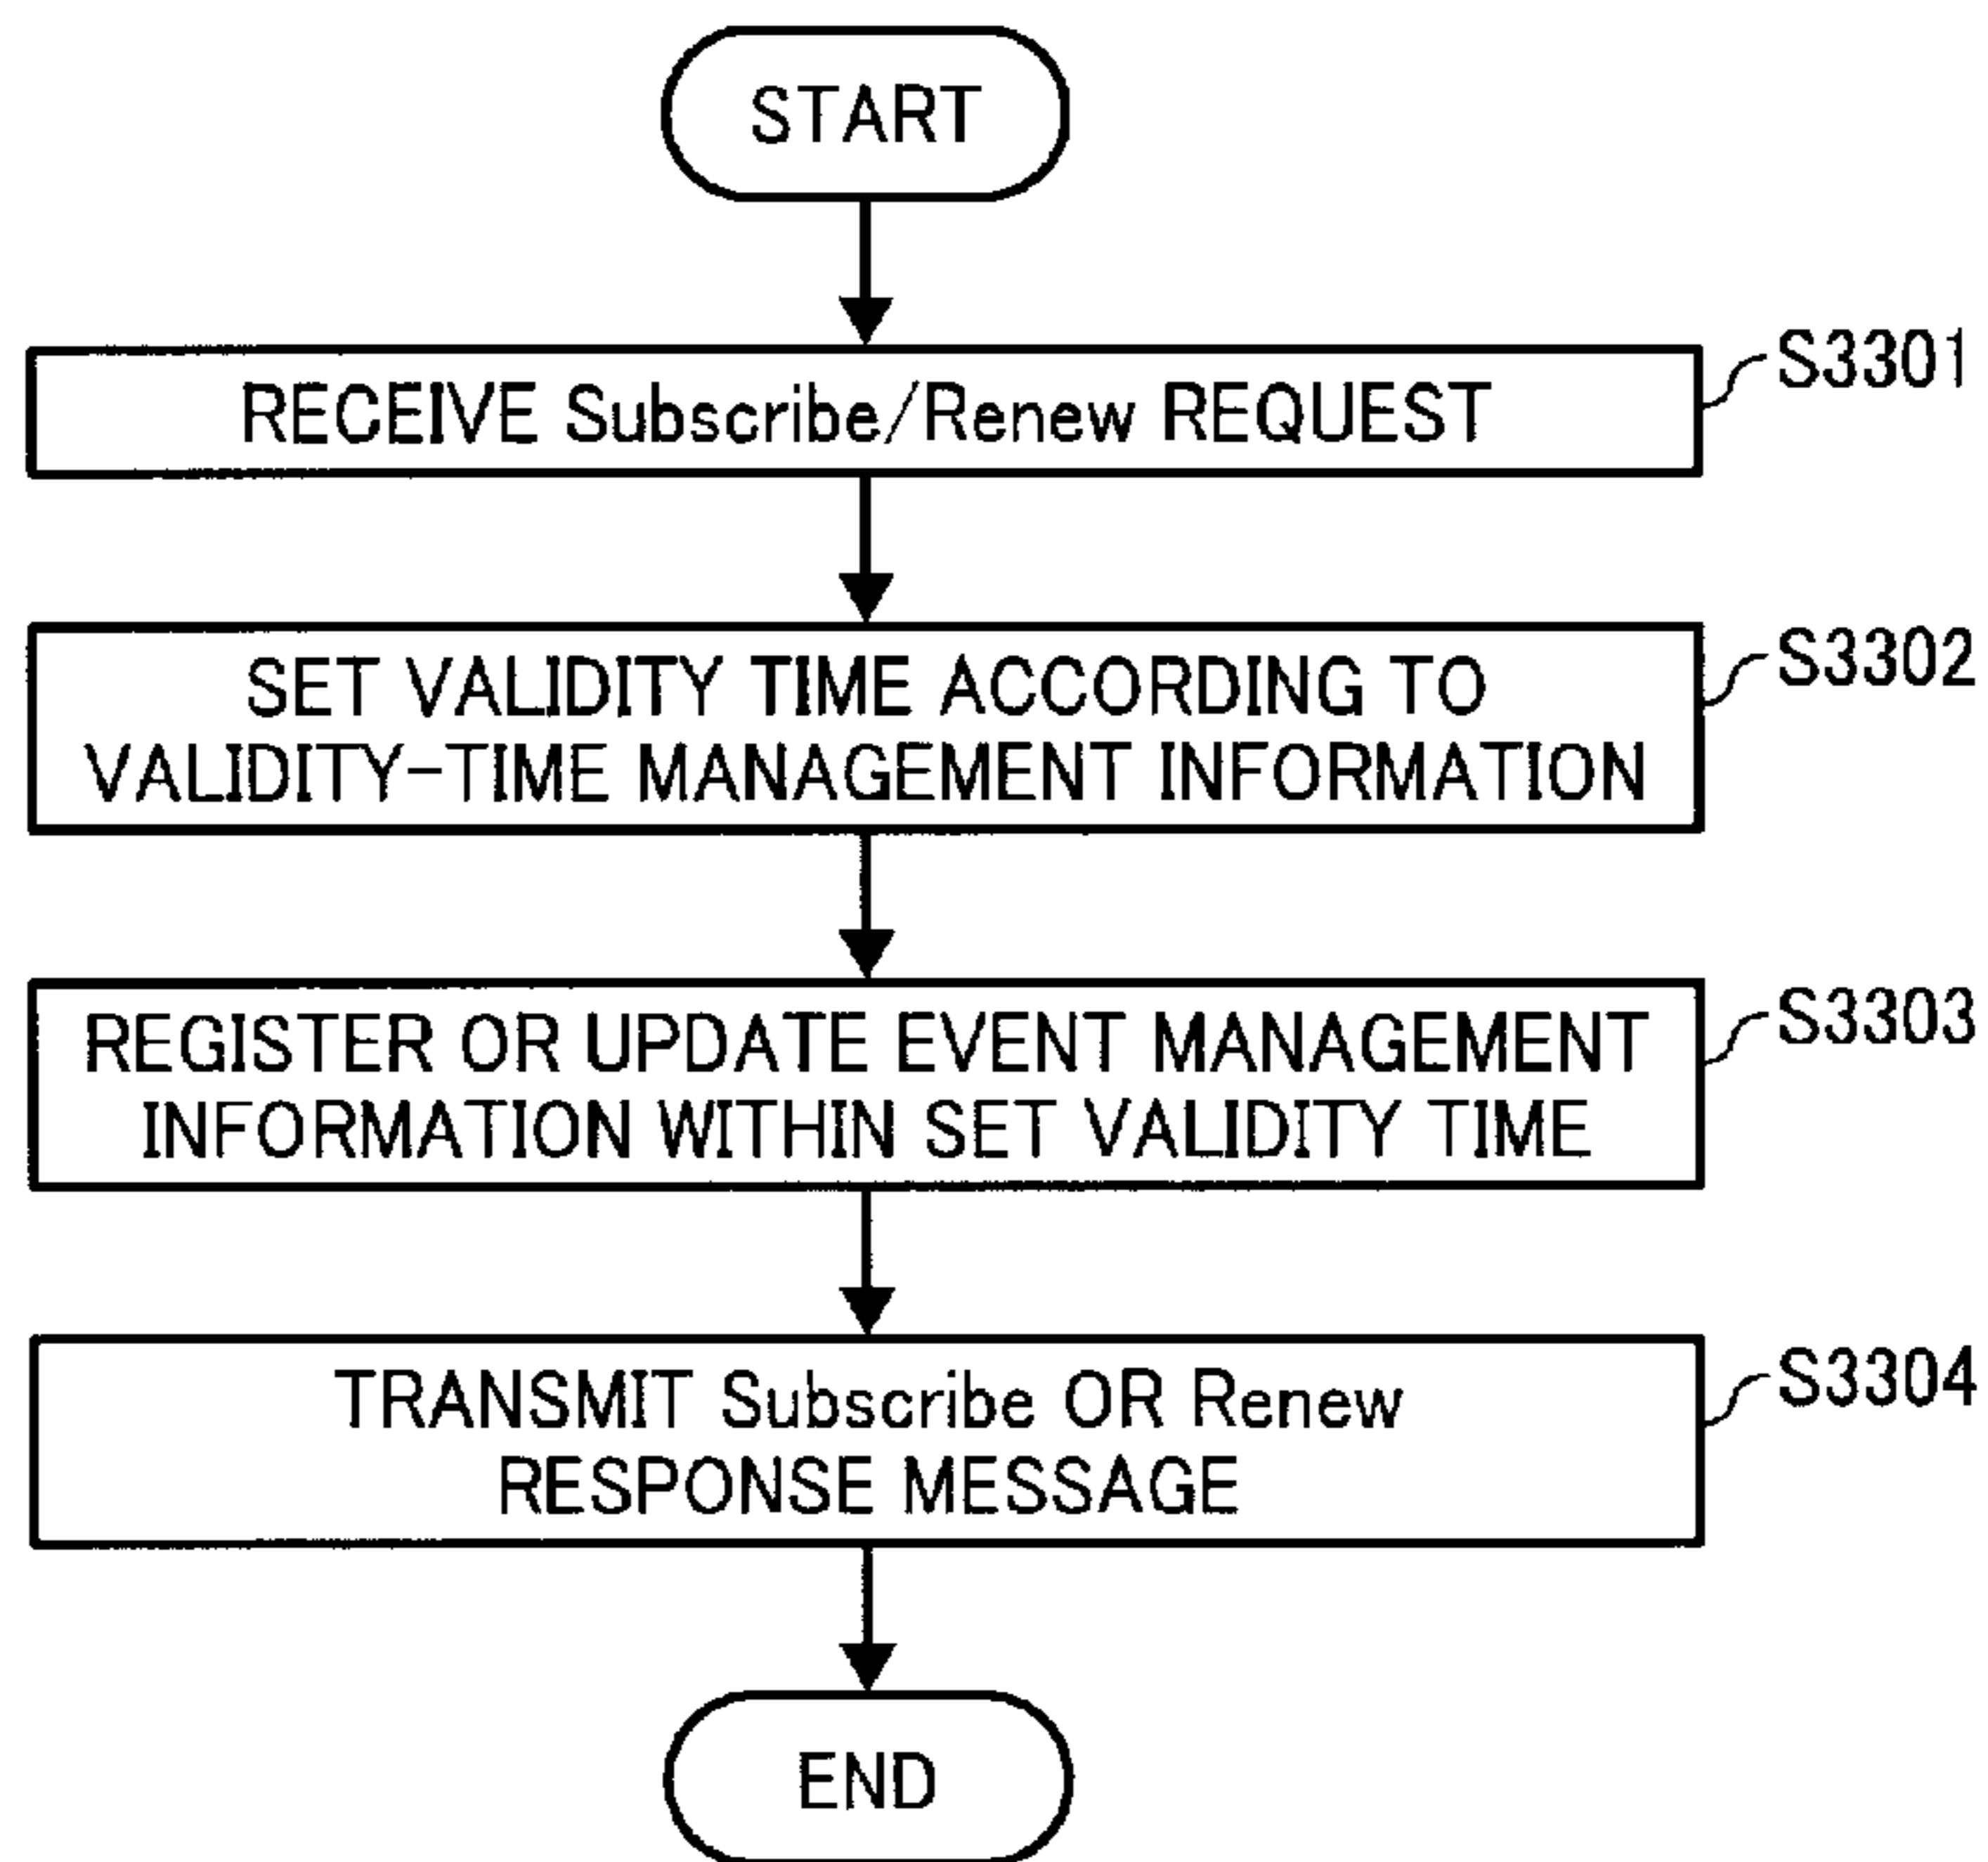 START
RECEIVE Subscribe/Renew REQUEST
S3301
SET VALIDITY TIME ACCORDING TO
VALIDITY-TIME MANAGEMENT INFORMATION
S3302
REGISTER OR UPDATE EVENT MANAGEMENT
INFORMATION WITHIN SET VALIDITY TIME
S3303
TRANSMIT Subscribe OR Renew
RESPONSE MESSAGE
S3304
END